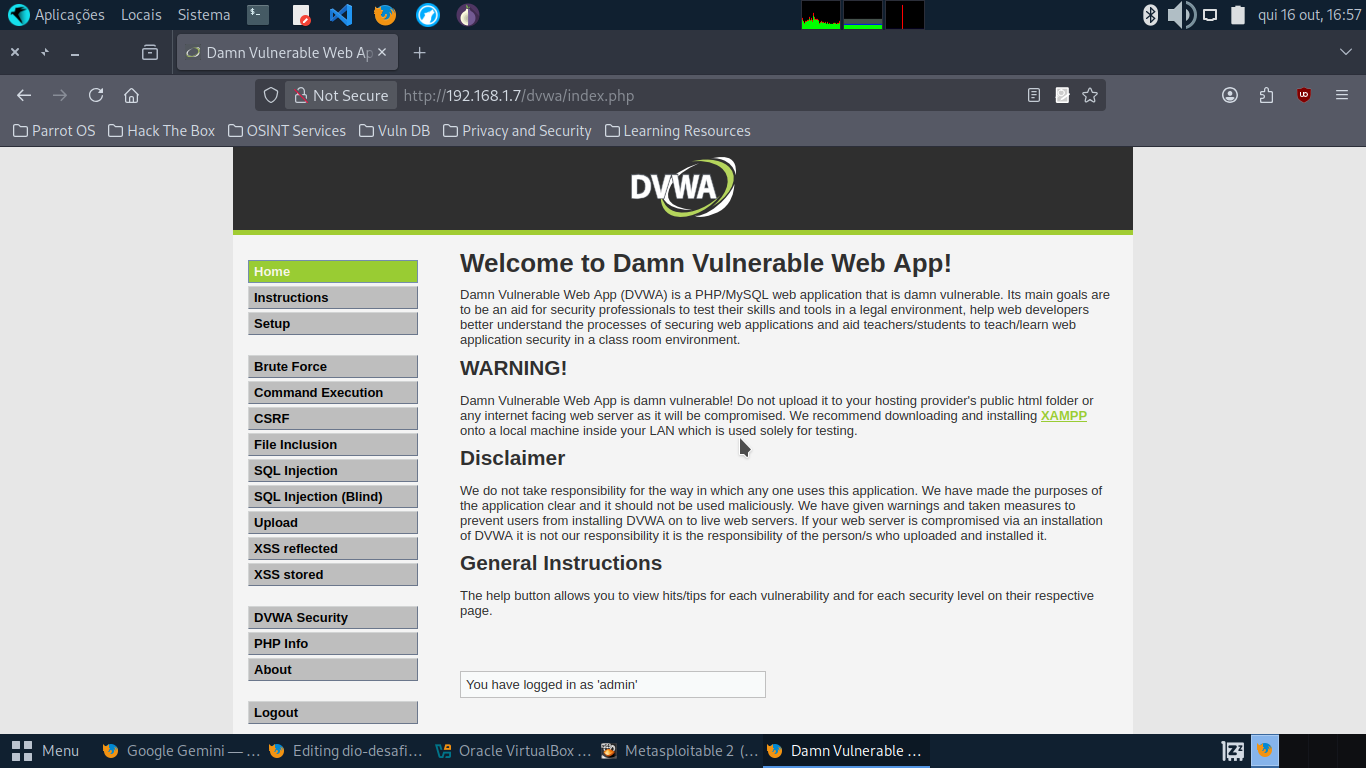 Aplicações Locais Sistema qui 16 out, 16:57
Damn Vulnerable Web Ap
Not Secure http://192.168.1.7/dvwa/index.php
Parrot OS Hack The Box OSINT Services Vuln DB Privacy and Security Learning Resources
DVWA
Home
Instructions
Setup
Brute Force
Command Execution
CSRF
File Inclusion
SQL Injection
SQL Injection (Blind)
Upload
XSS reflected
XSS stored
DVWA Security
PHP Info
About
Logout
Welcome to Damn Vulnerable Web App!
Damn Vulnerable Web App (DVWA) is a PHP/MySQL web application that is damn vulnerable. Its main goals are
to be an aid for security professionals to test their skills and tools in a legal environment, help web developers
better understand the processes of securing web applications and aid teachers/students to teach/learn web
application security in a class room environment.
WARNING!
Damn Vulnerable Web App is damn vulnerable! Do not upload it to your hosting provider's public html folder or
any internet facing web server as it will be compromised. We recommend downloading and installing XAMPP
onto a local machine inside your LAN which is used solely for testing.
Disclaimer
We do not take responsibility for the way in which any one uses this application. We have made the purposes of
the application clear and it should not be used maliciously. We have given warnings and taken measures to
prevent users from installing DVWA on to live web servers. If your web server is compromised via an installation
of DVWA it is not our responsibility it is the responsibility of the person/s who uploaded and installed it.
General Instructions
The help button allows you to view hits/tips for each vulnerability and for each security level on their respective
page.
You have logged in as 'admin'
Menu Google Gemini — ... Editing dio-desafi... Oracle VirtualBox ... Metasploitable 2 (... Damn Vulnerable ...